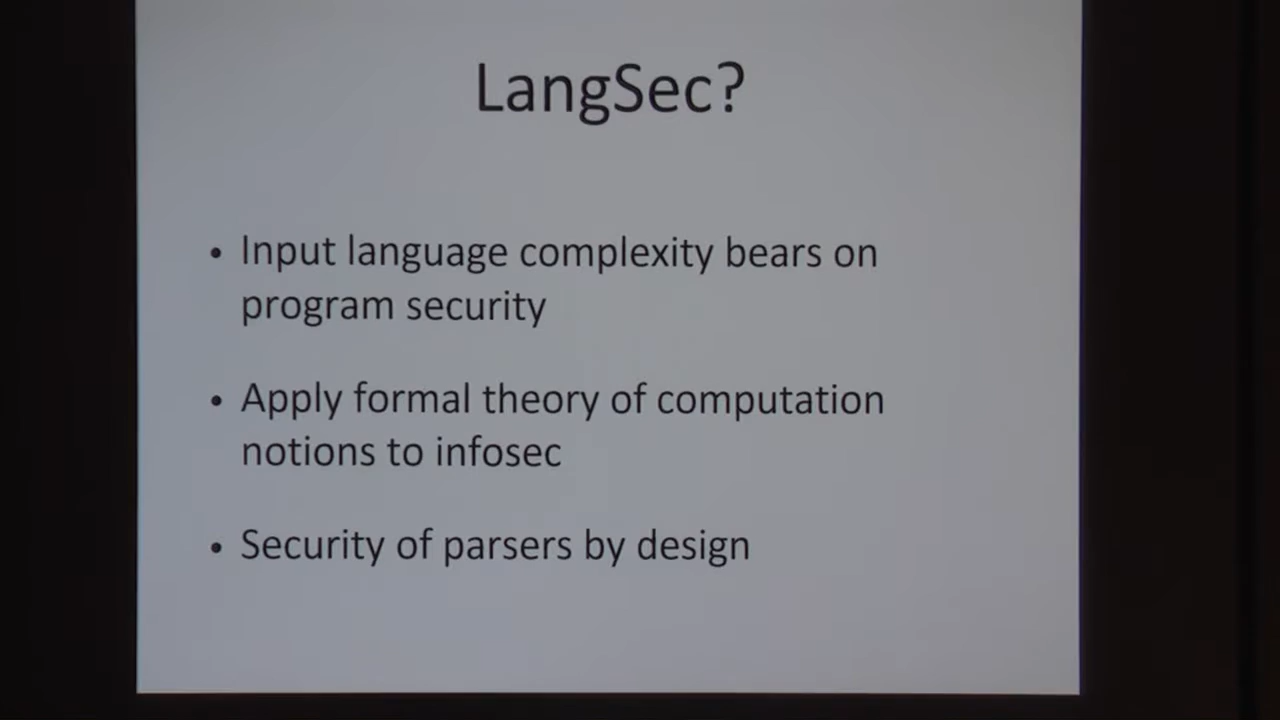 LangSec?
• Input language complexity bears on
program security
• Apply formal theory of computation
notions to infosec
• Security of parsers by design